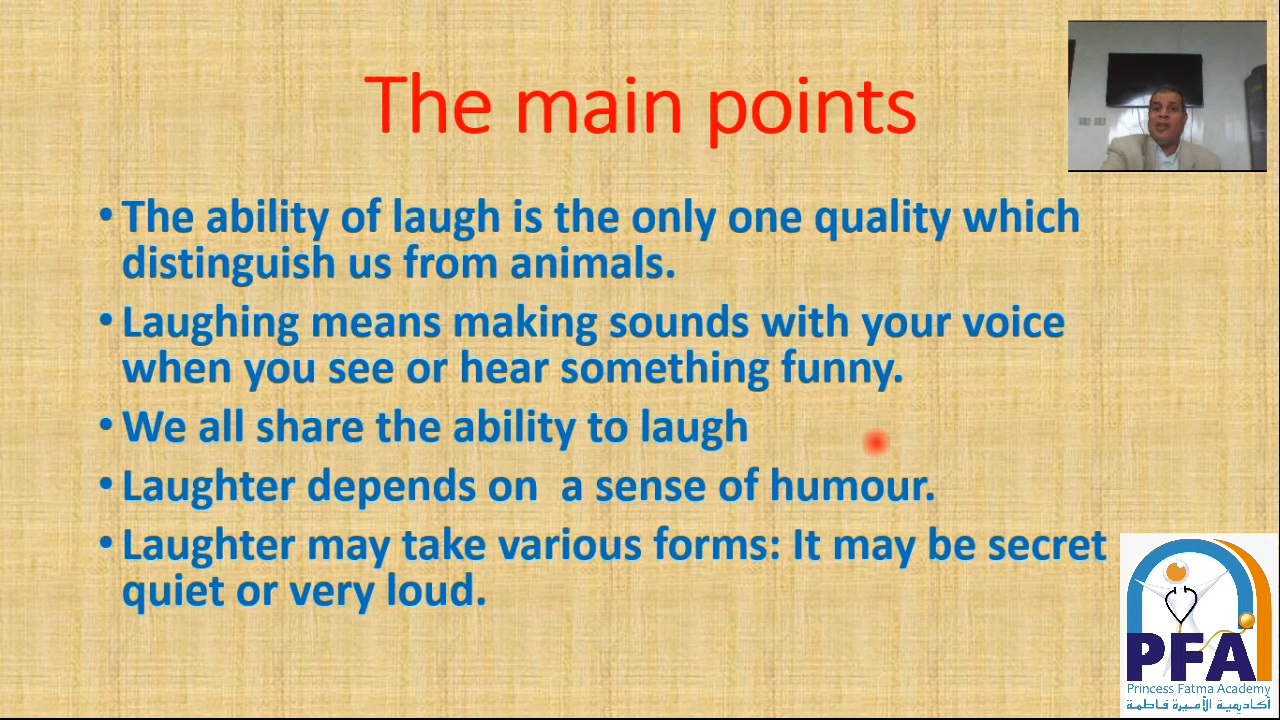 The main points
• The ability of laugh is the only one quality which
distinguish us from animals.
• Laughing means making sounds with your voice
when you see or hear something funny.
• We all share the ability to laugh
• Laughter depends on  a sense of humour.
• Laughter may take various forms: It may be secret
quiet or very loud.
PFA
Princess Fatma Academy
أكاديمية الأميرة فاطمة